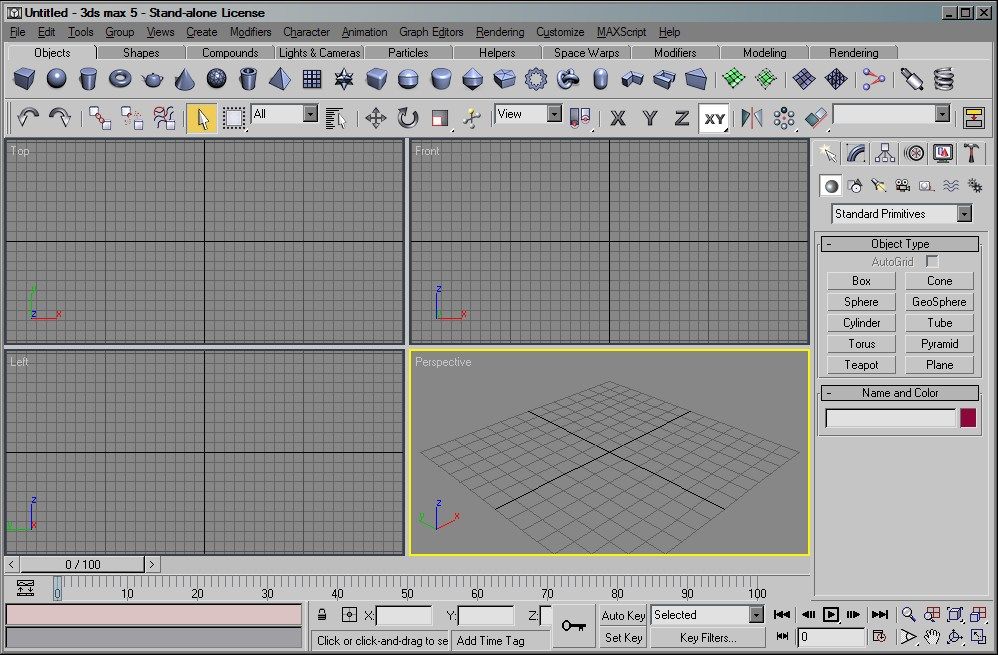 Untitled - 3ds max 5 - Stand-alone License
File Edit Tools Group Views Create Modifiers Character Animation Graph Editors Rendering Customize MAXScript Help
Objects Shapes Compounds Lights & Cameras Particles Helpers Space Warps Modifiers Modeling Rendering
All View X Y Z XY
Top
Front
z
y
z x
x
Standard Primitives
- Object Type
AutoGrid
Box Cone
Sphere GeoSphere
Cylinder Tube
Torus Pyramid
Teapot Plane
- Name and Color
Left
Perspective
z
y x
z
y x
< 0 / 100 >
0 10 20 30 40 50 60 70 80 90 100
X: Y: Z: Auto Key Selected
Click or click-and-drag to se Add Time Tag Set Key Key Filters... 0